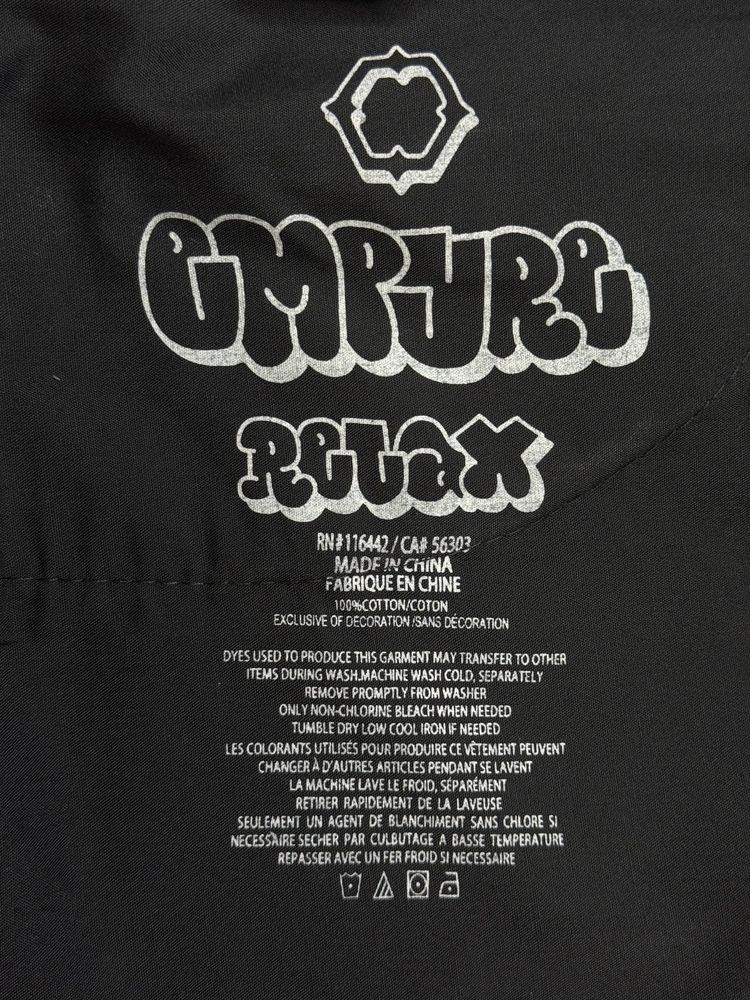 EMPYRE
RELAX
RN#116442 / CA# 56303
MADE IN CHINA
FABRIQUE EN CHINE
100%COTTON/COTON
EXCLUSIVE OF DECORATION /SANS DÉCORATION
DYES USED TO PRODUCE THIS GARMENT MAY TRANSFER TO OTHER
ITEMS DURING WASH.MACHINE WASH COLD, SEPARATELY
REMOVE PROMPTLY FROM WASHER
ONLY NON-CHLORINE BLEACH WHEN NEEDED
TUMBLE DRY LOW COOL IRON IF NEEDED
LES COLORANTS UTILISÉS POUR PRODUIRE CE VÊTEMENT PEUVENT
CHANGER À D'AUTRES ARTICLES PENDANT SE LAVENT
LA MACHINE LAVE LE FROID, SÉPARÉMENT
RETIRER RAPIDEMENT DE LA LAVEUSE
SEULEMENT UN AGENT DE BLANCHIMENT SANS CHLORE SI
NECESSAIRE SECHER PAR CULBUTAGE A BASSE TEMPERATURE
REPASSER AVEC UN FER FROID SI NECESSAIRE